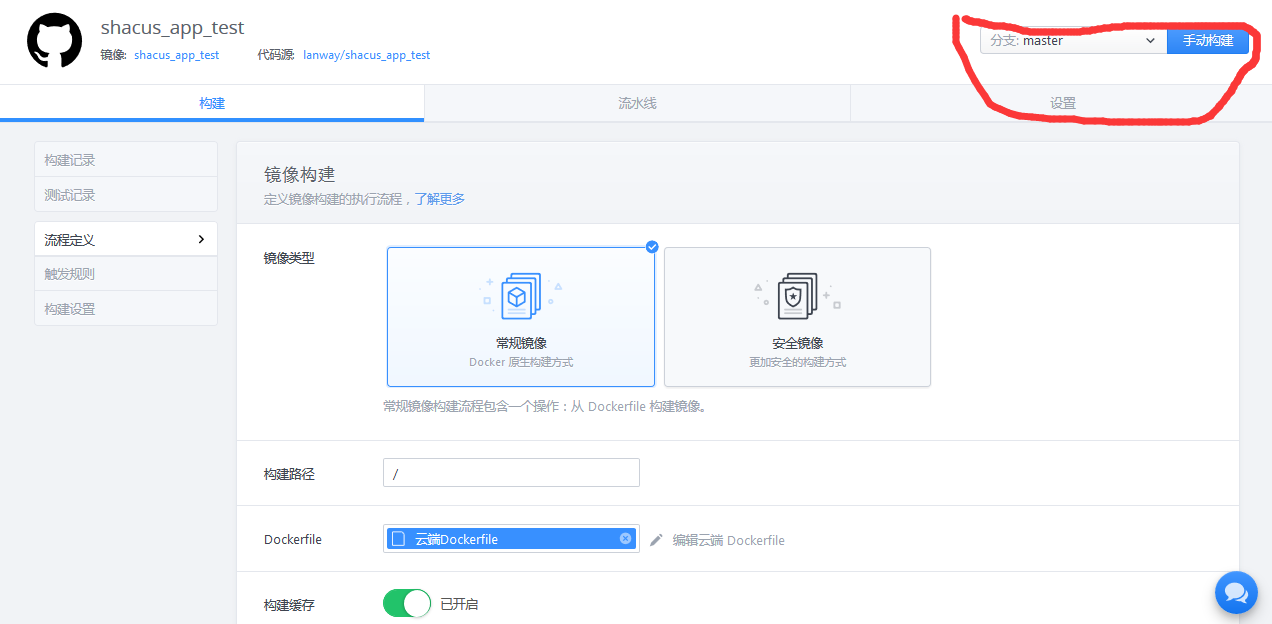 shacus_app_test
镜像: shacus_app_test 代码源: lanway/shacus_app_test
分支: master 手动构建
构建 流水线 设置
构建记录
测试记录
流程定义
触发规则
构建设置
镜像构建
定义镜像构建的执行流程，了解更多
镜像类型
常规镜像
Docker 原生构建方式
安全镜像
更加安全的构建方式
常规镜像构建流程包含一个操作：从 Dockerfile 构建镜像。
构建路径 /
Dockerfile 云端Dockerfile 编辑云端 Dockerfile
构建缓存 已开启